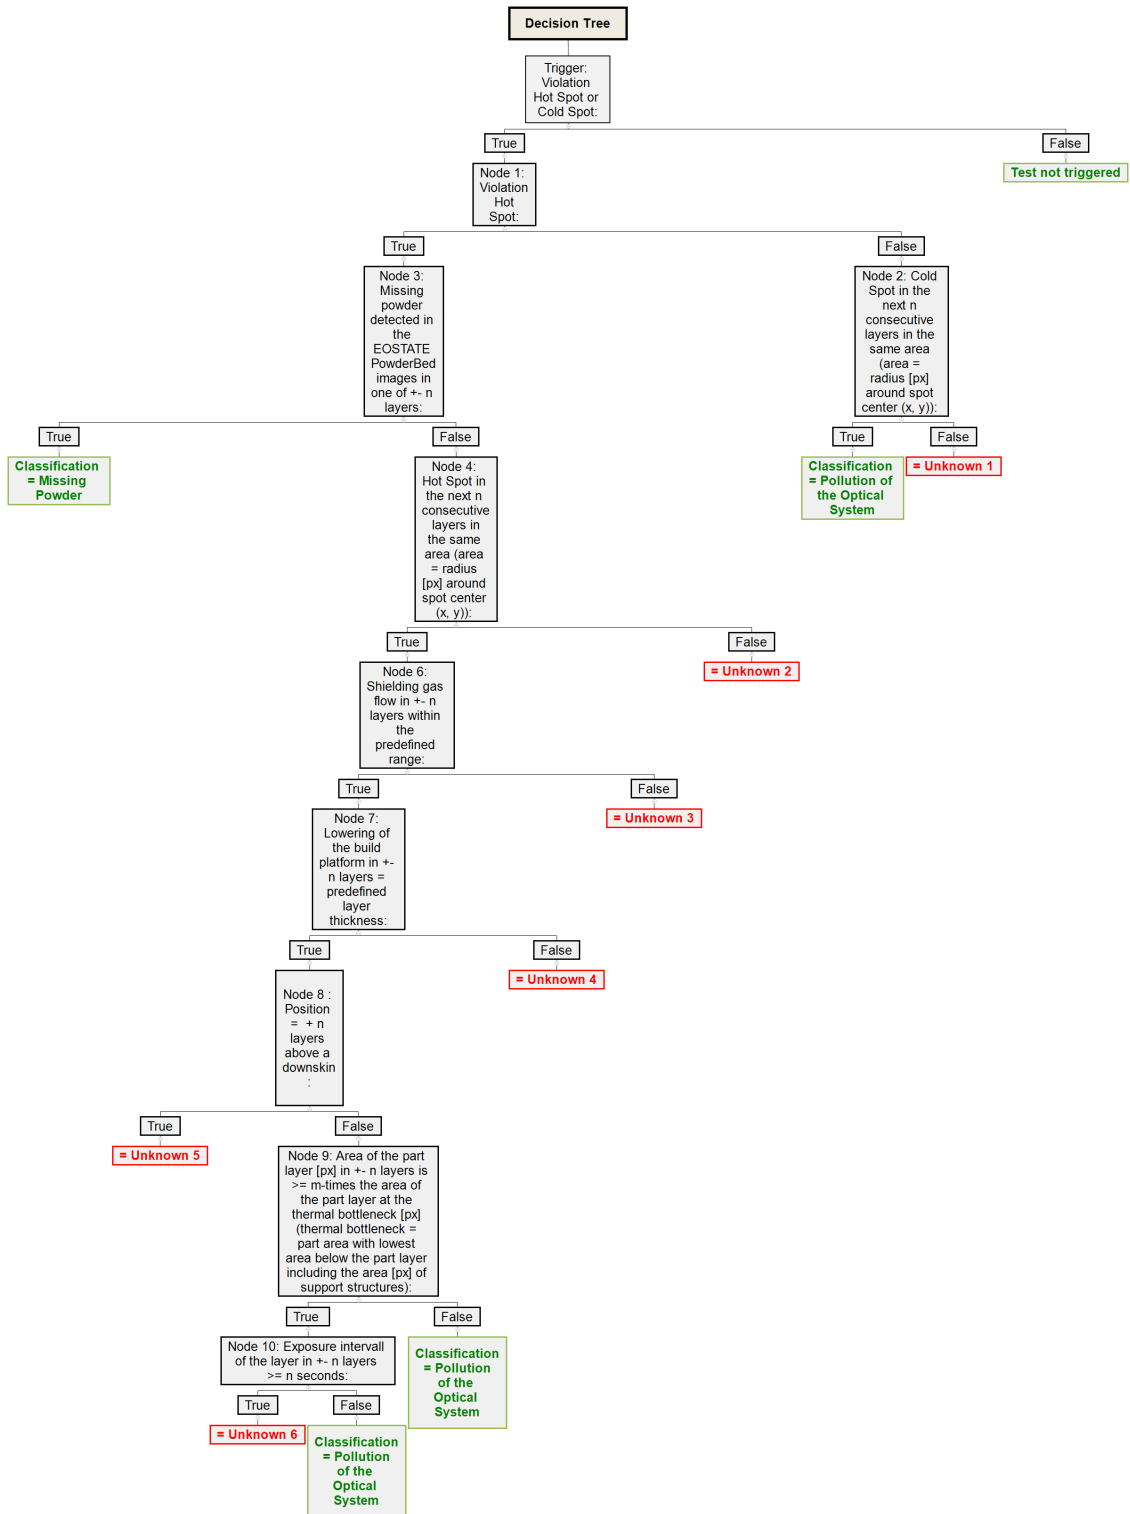 Decision Tree
Trigger:
Violation
Hot Spot or
Cold Spot:
True
False
Node 1:
Violation
Hot
Spot:
Test not triggered
True
False
Node 3:
Missing
powder
detected in
the
EOSTATE
PowderBed
images in
one of +- n
layers:
Node 2: Cold
Spot in the
next n
consecutive
layers in the
same area
(area =
radius [px]
around spot
center (x, y)):
True
False
True
False
Classification
= Missing
Powder
Node 4:
Hot Spot in
the next n
consecutive
layers in
the same
area (area
= radius
[px] around
spot center
(x, y)):
Classification
= Pollution of
the Optical
System
= Unknown 1
True
False
Node 6:
Shielding gas
flow in +- n
layers within
the
predefined
range:
= Unknown 2
True
False
Node 7:
Lowering of
the build
platform in +-
n layers =
predefined
layer
thickness:
= Unknown 3
True
False
Node 8 :
Position
= + n
layers
above a
downskin
:
= Unknown 4
True
False
= Unknown 5
Node 9: Area of the part
layer [px] in +- n layers is
>= m-times the area of
the part layer at the
thermal bottleneck [px]
(thermal bottleneck =
part area with lowest
area below the part layer
including the area [px] of
support structures):
True
False
Node 10: Exposure intervall
of the layer in +- n layers
>= n seconds:
Classification
= Pollution
of the
Optical
System
True
False
= Unknown 6
Classification
= Pollution
of the
Optical
System